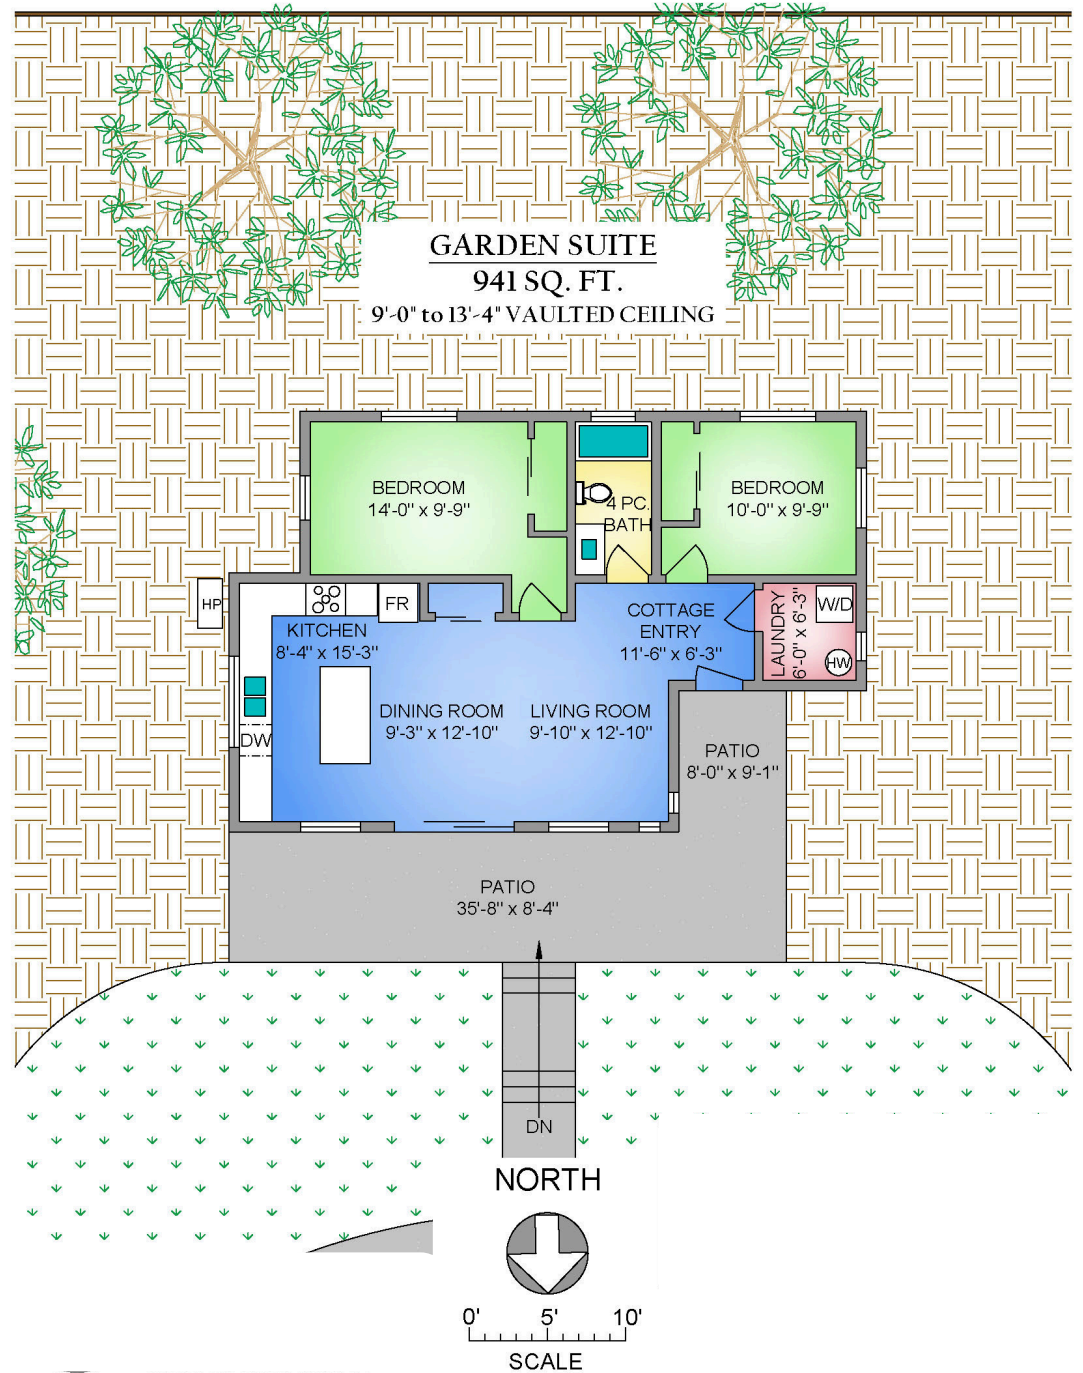 GARDEN SUITE
941 SQ. FT.
9'-0" to 13'-4" VAULTED CEILING
BEDROOM
14'-0" x 9'-9"
4 PC.
BATH
BEDROOM
10'-0" x 9'-9"
HP
FR
KITCHEN
8'-4" x 15'-3"
COTTAGE
ENTRY
11'-6" x 6'-3"
LAUNDRY
6'-0" x 6'-3"
W/D
HW
DW
DINING ROOM
9'-3" x 12'-10"
LIVING ROOM
9'-10" x 12'-10"
PATIO
8'-0" x 9'-1"
PATIO
35'-8" x 8'-4"
DN
NORTH
0' 5' 10'
SCALE